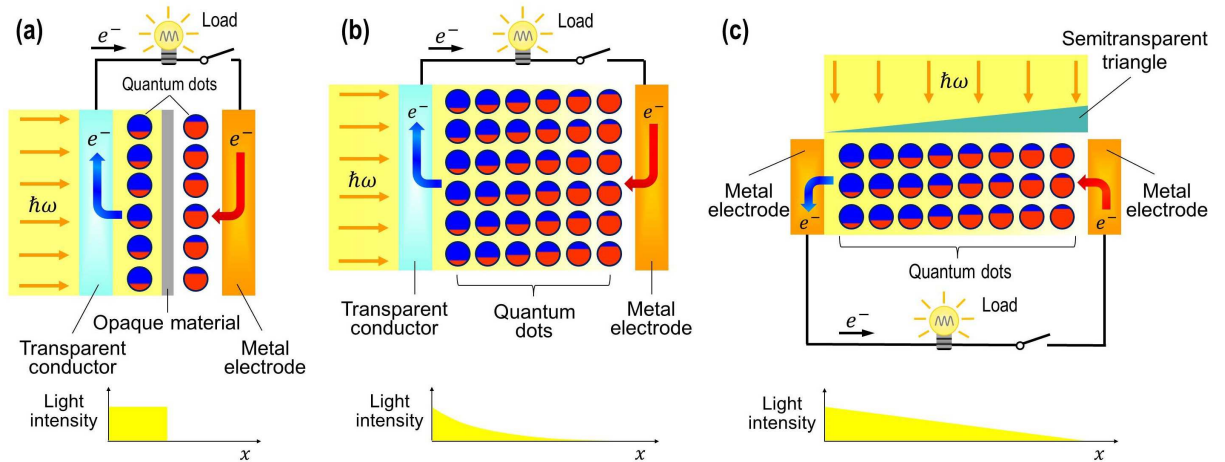 (a)
Load
e⁻
Quantum dots
e⁻
e⁻
ℏω
Opaque material
Transparent
conductor
Metal
electrode
Light
intensity
x
(b)
Load
e⁻
e⁻
e⁻
ℏω
Transparent
conductor
Quantum
dots
Metal
electrode
Light
intensity
x
(c)
Semitransparent
triangle
ℏω
Metal
electrode
Metal
electrode
e⁻
e⁻
Quantum dots
Load
e⁻
Light
intensity
x